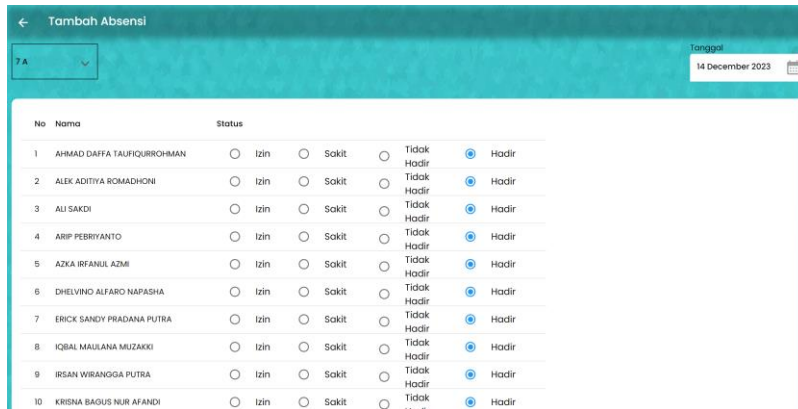 Tambah Absensi
7 A
Tanggal
14 December 2023
No Nama Status
1 AHMAD DAFFA TAUFIQURROHMAN Izin Sakit Tidak Hadir Hadir
2 ALEK ADITIYA ROMADHONI Izin Sakit Tidak Hadir Hadir
3 ALI SAKDI Izin Sakit Tidak Hadir Hadir
4 ARIP PEBRIYANTO Izin Sakit Tidak Hadir Hadir
5 AZKA IRFANUL AZMI Izin Sakit Tidak Hadir Hadir
6 DHELVINO ALFARO NAPASHA Izin Sakit Tidak Hadir Hadir
7 ERICK SANDY PRADANA PUTRA Izin Sakit Tidak Hadir Hadir
8 IQBAL MAULANA MUZAKKI Izin Sakit Tidak Hadir Hadir
9 IRSAN WIRANGGA PUTRA Izin Sakit Tidak Hadir Hadir
10 KRISNA BAGUS NUR AFANDI Izin Sakit Tidak Hadir